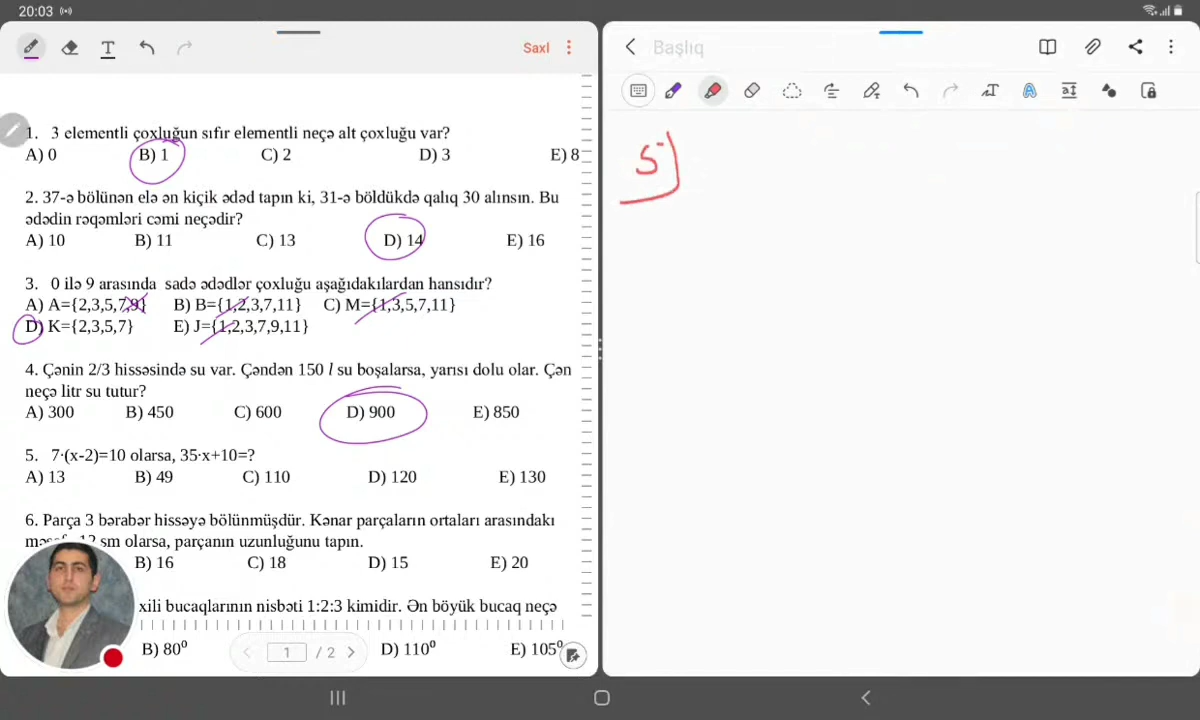 20:03
Saxl
Başlıq
1. 3 elementli çoxluğun sıfır elementli neçə alt çoxluğu var?
A) 0 B) 1 C) 2 D) 3 E) 8
2. 37-ə bölünən elə ən kiçik ədəd tapın ki, 31-ə böldükdə qalıq 30 alınsın. Bu
ədədin rəqəmləri cəmi neçədir?
A) 10 B) 11 C) 13 D) 14 E) 16
3. 0 ilə 9 arasında sadə ədədlər çoxluğu aşağıdakılardan hansıdır?
A) A={2,3,5,7,9} B) B={1,2,3,7,11} C) M={1,3,5,7,11}
D) K={2,3,5,7} E) J={1,2,3,7,9,11}
4. Çənin 2/3 hissəsində su var. Çəndən 150 l su boşalarsa, yarısı dolu olar. Çən
neçə litr su tutur?
A) 300 B) 450 C) 600 D) 900 E) 850
5. 7·(x-2)=10 olarsa, 35·x+10=?
A) 13 B) 49 C) 110 D) 120 E) 130
6. Parça 3 bərabər hissəyə bölünmüşdür. Kənar parçaların ortaları arasındakı
12 sm olarsa, parçanın uzunluğunu tapın.
B) 16 C) 18 D) 15 E) 20
xili bucaqlarının nisbəti 1:2:3 kimidir. Ən böyük bucaq neçə
B) 80⁰ D) 110⁰ E) 105⁰
1 / 2
5)